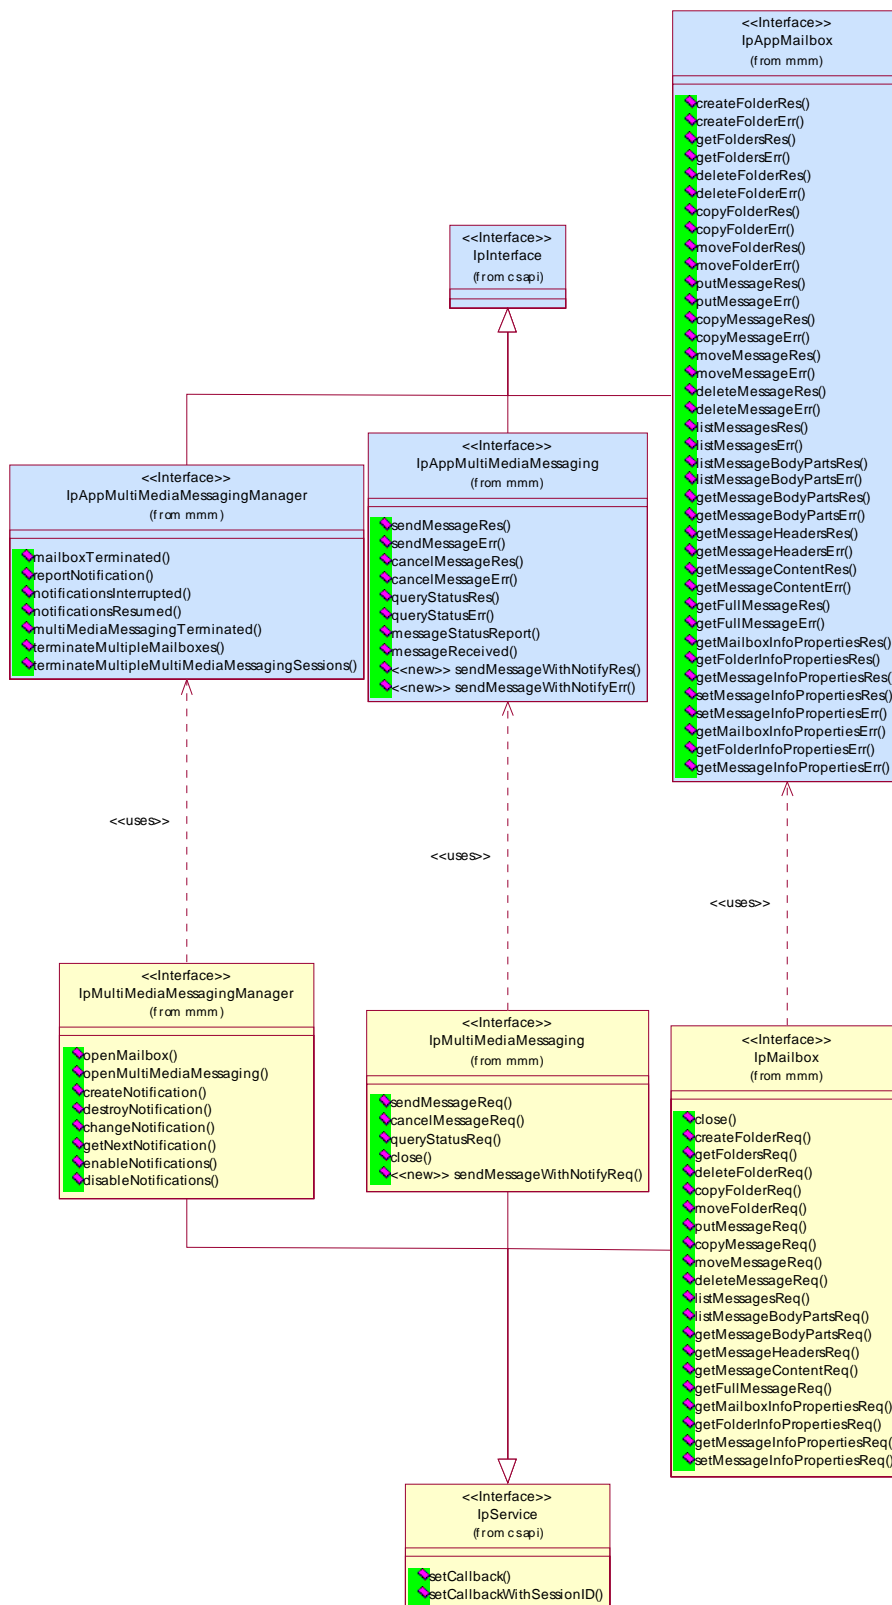 <<Interface>>
IpAppMailbox
(from mmm)
createFolderRes()
createFolderErr()
getFoldersRes()
getFoldersErr()
deleteFolderRes()
deleteFolderErr()
copyFolderRes()
copyFolderErr()
moveFolderRes()
moveFolderErr()
putMessageRes()
putMessageErr()
copyMessageRes()
copyMessageErr()
moveMessageRes()
moveMessageErr()
deleteMessageRes()
deleteMessageErr()
listMessagesRes()
listMessagesErr()
listMessageBodyPartsRes()
listMessageBodyPartsErr()
getMessageBodyPartsRes()
getMessageBodyPartsErr()
getMessageHeadersRes()
getMessageHeadersErr()
getMessageContentRes()
getMessageContentErr()
getFullMessageRes()
getFullMessageErr()
getMailboxInfoPropertiesRes()
getFolderInfoPropertiesRes()
getMessageInfoPropertiesRes()
setMessageInfoPropertiesRes()
setMessageInfoPropertiesErr()
getMailboxInfoPropertiesErr()
getFolderInfoPropertiesErr()
getMessageInfoPropertiesErr()
<<Interface>>
IpInterface
(from csapi)
<<Interface>>
IpAppMultiMediaMessagingManager
(from mmm)
mailboxTerminated()
reportNotification()
notificationsInterrupted()
notificationsResumed()
multiMediaMessagingTerminated()
terminateMultipleMailboxes()
terminateMultipleMultiMediaMessagingSessions()
<<Interface>>
IpAppMultiMediaMessaging
(from mmm)
sendMessageRes()
sendMessageErr()
cancelMessageRes()
cancelMessageErr()
queryStatusRes()
queryStatusErr()
messageStatusReport()
messageReceived()
<<new>> sendMessageWithNotifyRes()
<<new>> sendMessageWithNotifyErr()
<<uses>>
<<uses>>
<<uses>>
<<Interface>>
IpMultiMediaMessagingManager
(from mmm)
openMailbox()
openMultiMediaMessaging()
createNotification()
destroyNotification()
changeNotification()
getNextNotification()
enableNotifications()
disableNotifications()
<<Interface>>
IpMultiMediaMessaging
(from mmm)
sendMessageReq()
cancelMessageReq()
queryStatusReq()
close()
<<new>> sendMessageWithNotifyReq()
<<Interface>>
IpMailbox
(from mmm)
close()
createFolderReq()
getFoldersReq()
deleteFolderReq()
copyFolderReq()
moveFolderReq()
putMessageReq()
copyMessageReq()
moveMessageReq()
deleteMessageReq()
listMessagesReq()
listMessageBodyPartsReq()
getMessageBodyPartsReq()
getMessageHeadersReq()
getMessageContentReq()
getFullMessageReq()
getMailboxInfoPropertiesReq()
getFolderInfoPropertiesReq()
getMessageInfoPropertiesReq()
setMessageInfoPropertiesReq()
<<Interface>>
IpService
(from csapi)
setCallback()
setCallbackWithSessionID()